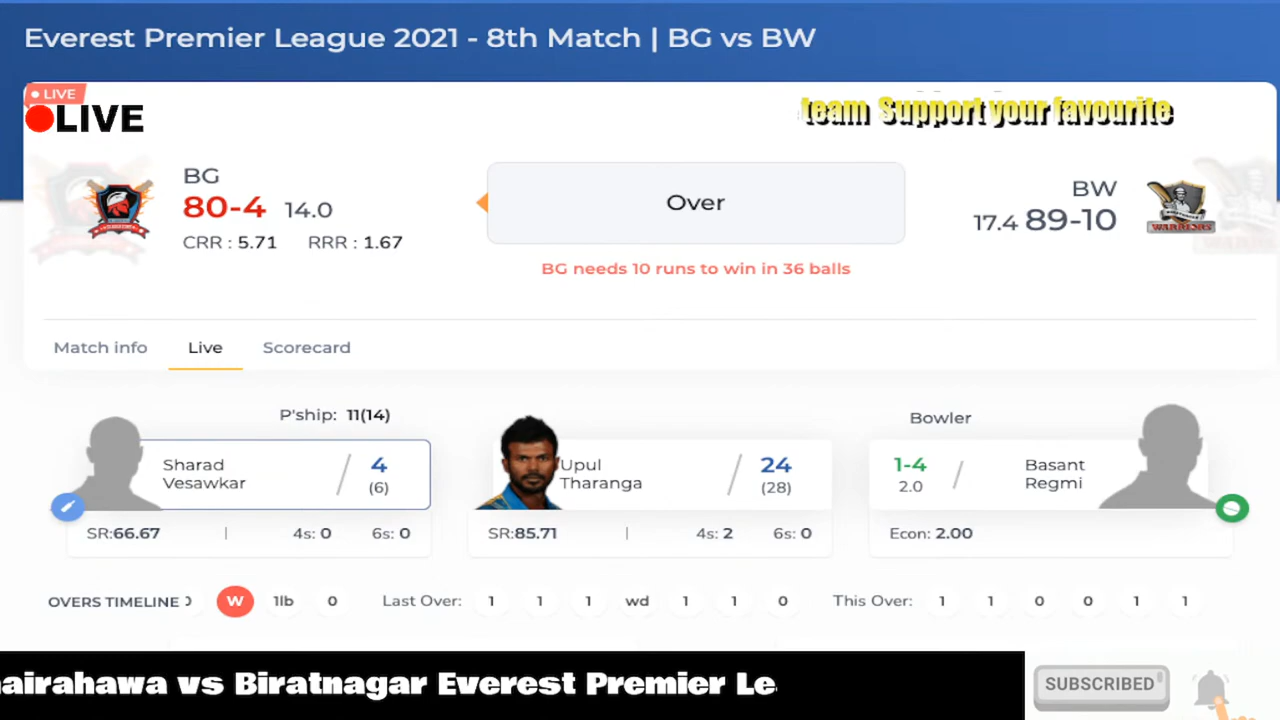 Everest Premier League 2021 - 8th Match | BG vs BW
LIVE
LIVE
team Support your favourite
BG
80-4 14.0
CRR : 5.71 RRR : 1.67
Over
BG needs 10 runs to win in 36 balls
BW
17.4 89-10
WARRIORS
Match info Live Scorecard
P'ship: 11(14)
Sharad Vesawkar
4
(6)
SR:66.67 | 4s: 0 6s: 0
Upul Tharanga
24
(28)
SR:85.71 | 4s: 2 6s: 0
Bowler
1-4
2.0
Basant Regmi
Econ: 2.00
OVERS TIMELINE W 1lb 0 Last Over: 1 1 1 wd 1 1 0 This Over: 1 1 0 0 1 1
airahawa vs Biratnagar Everest Premier Le
SUBSCRIBED